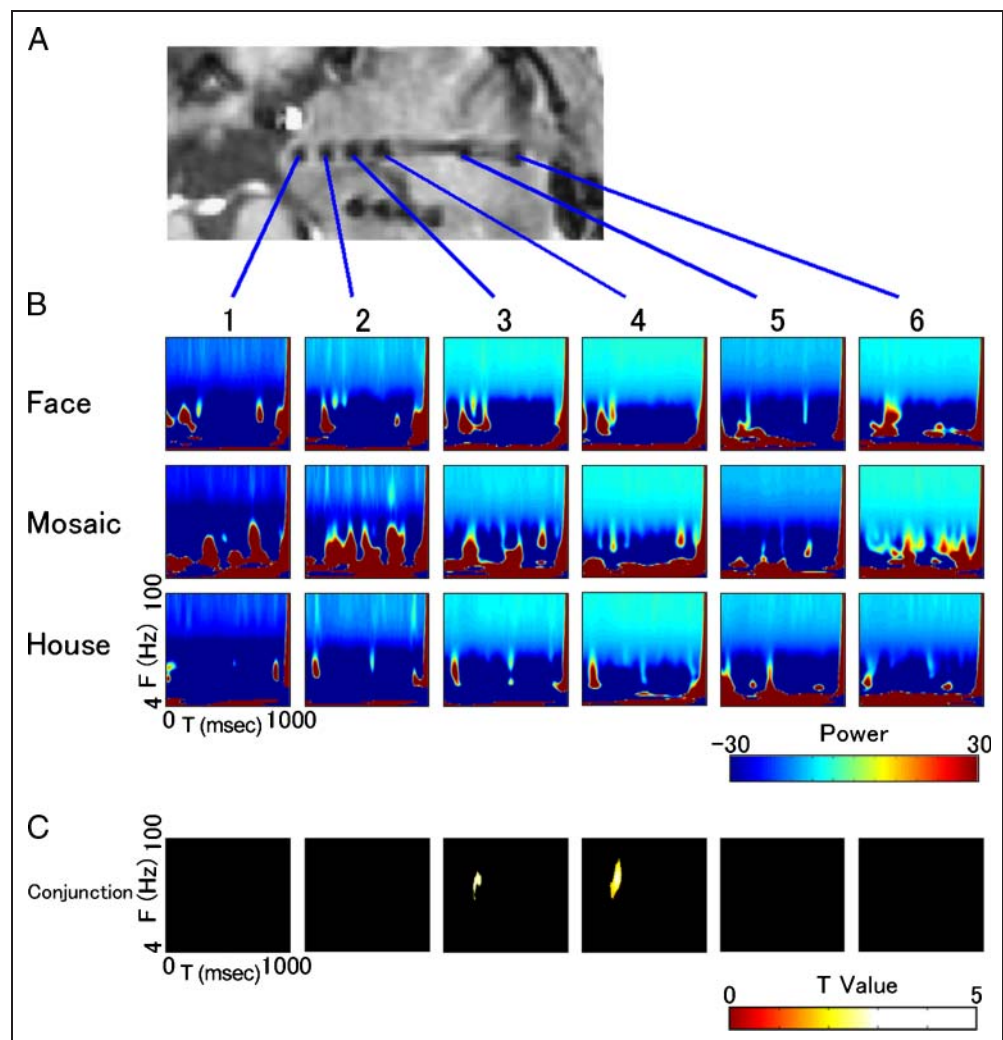 A
B
1 2 3 4 5 6
Face
Mosaic
House
4 F (Hz) 100
0 T (msec) 1000
Power
-30 30
C
Conjunction
4 F (Hz) 100
0 T (msec) 1000
T Value
0 5